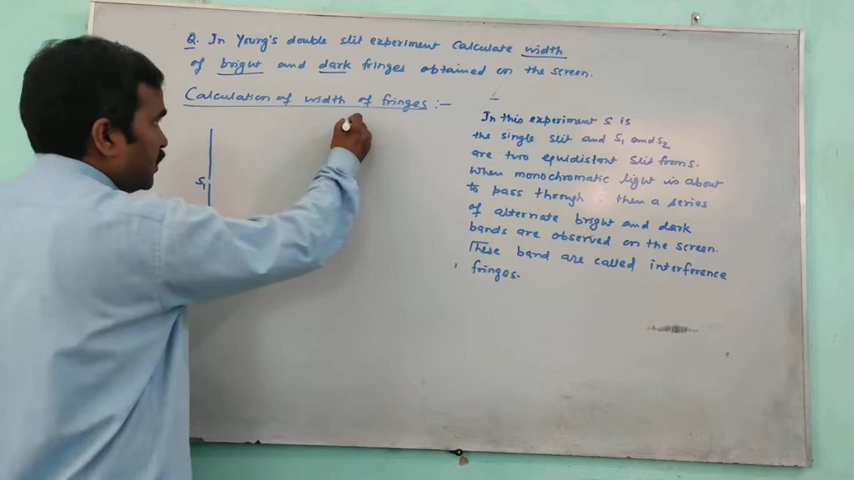 Q. In Young's double slit experiment calculate width
of bright and dark fringes obtained on the screen.
Calculation of width of fringes :-
In this experiment S is
the single slit and S1 and S2
are two equidistant slit from S.
When monochromatic light is about
to pass through then a series
of alternate bright and dark
bands are observed on the screen.
These band are called interference
fringes.
S1